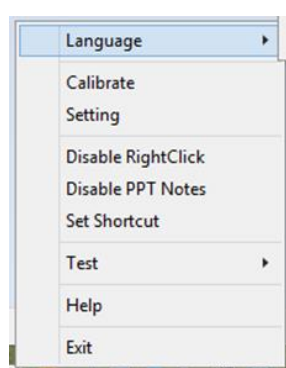 Language
Calibrate
Setting
Disable RightClick
Disable PPT Notes
Set Shortcut
Test
Help
Exit